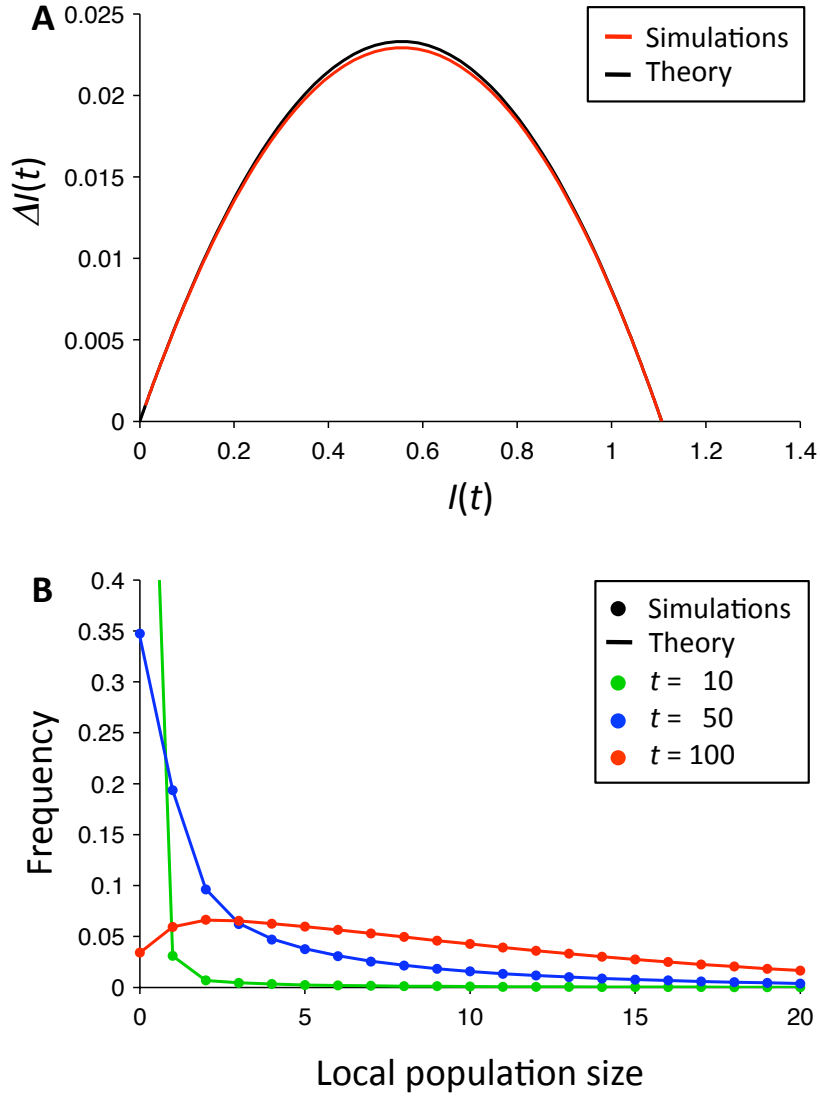 A
0.025
0.02
0.015
0.01
0.005
0
ΔI(t)
Simulations
Theory
0 0.2 0.4 0.6 0.8 1 1.2 1.4
I(t)
B
0.4
0.35
0.3
0.25
0.2
0.15
0.1
0.05
0
Frequency
Simulations
Theory
t = 10
t = 50
t = 100
0 5 10 15 20
Local population size